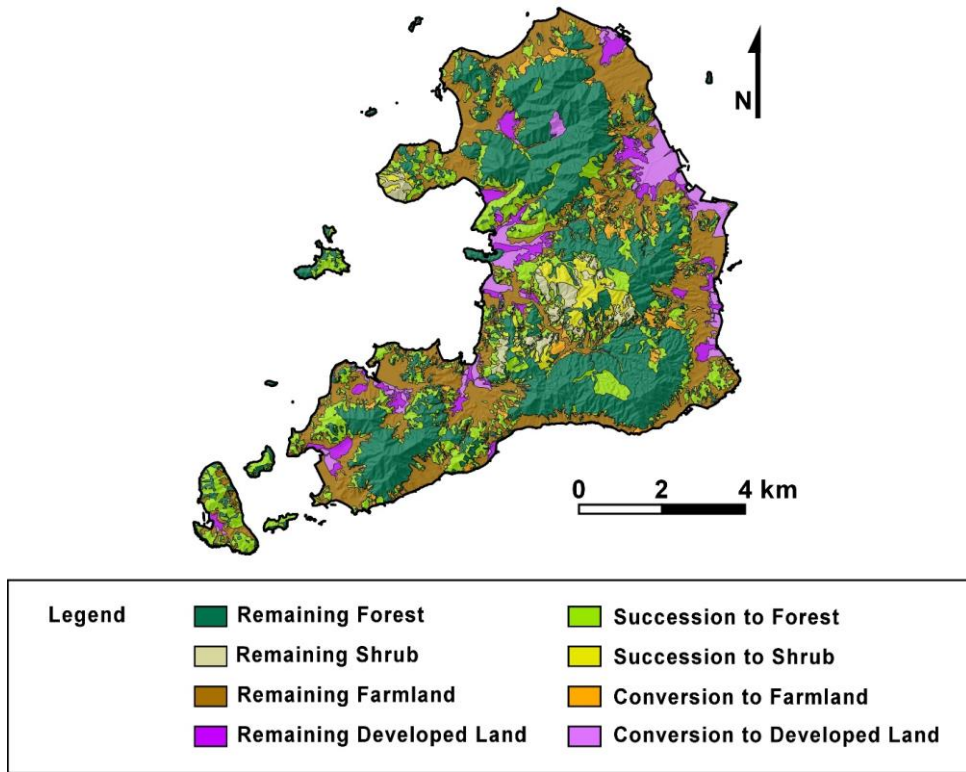 N
0 2 4 km
Legend
Remaining Forest
Succession to Forest
Remaining Shrub
Succession to Shrub
Remaining Farmland
Conversion to Farmland
Remaining Developed Land
Conversion to Developed Land